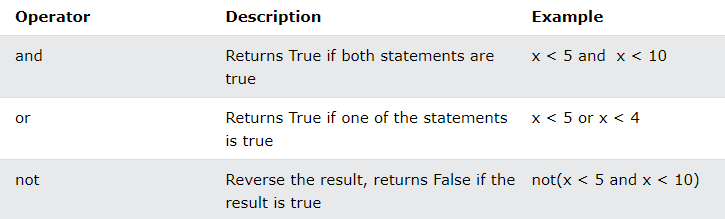 Operator Description Example
and Returns True if both statements are x < 5 and  x < 10
true
or Returns True if one of the statements x < 5 or x < 4
is true
not Reverse the result, returns False if the not(x < 5 and x < 10)
result is true